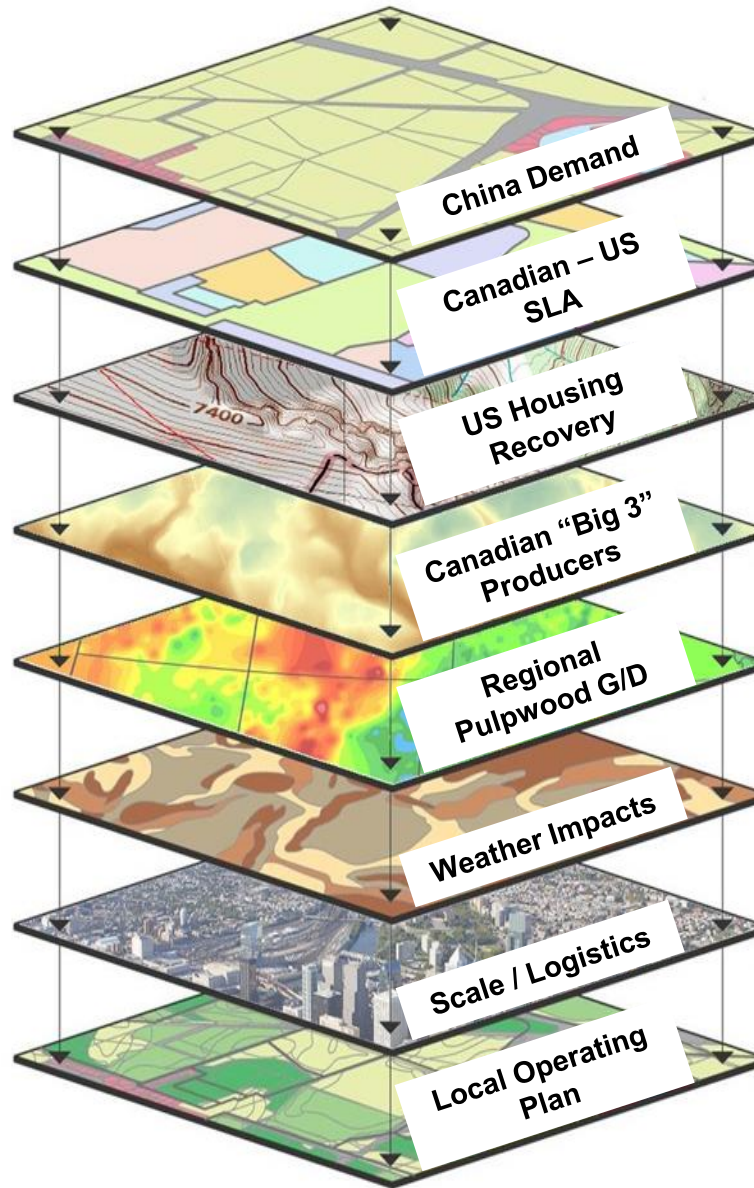 China Demand
Canadian – US
SLA
7400
US Housing
Recovery
Canadian “Big 3”
Producers
Regional
Pulpwood G/D
Weather Impacts
Scale / Logistics
Local Operating
Plan